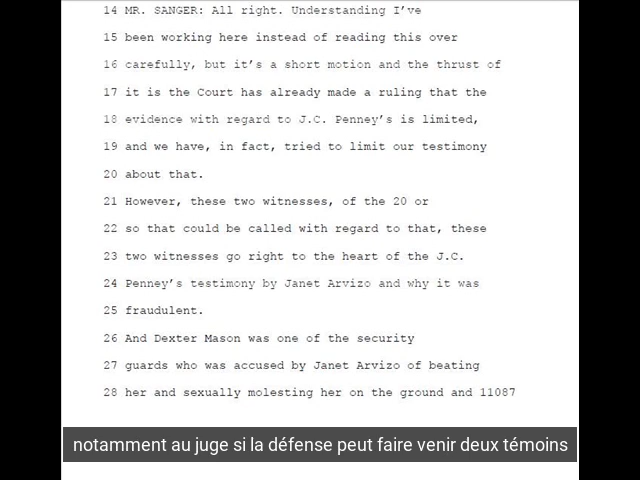 14 MR. SANGER: All right. Understanding I've
15 been working here instead of reading this over
16 carefully, but it's a short motion and the thrust of
17 it is the Court has already made a ruling that the
18 evidence with regard to J.C. Penney's is limited,
19 and we have, in fact, tried to limit our testimony
20 about that.
21 However, these two witnesses, of the 20 or
22 so that could be called with regard to that, these
23 two witnesses go right to the heart of the J.C.
24 Penney's testimony by Janet Arvizo and why it was
25 fraudulent.
26 And Dexter Mason was one of the security
27 guards who was accused by Janet Arvizo of beating
28 her and sexually molesting her on the ground and 11087
notamment au juge si la défense peut faire venir deux témoins